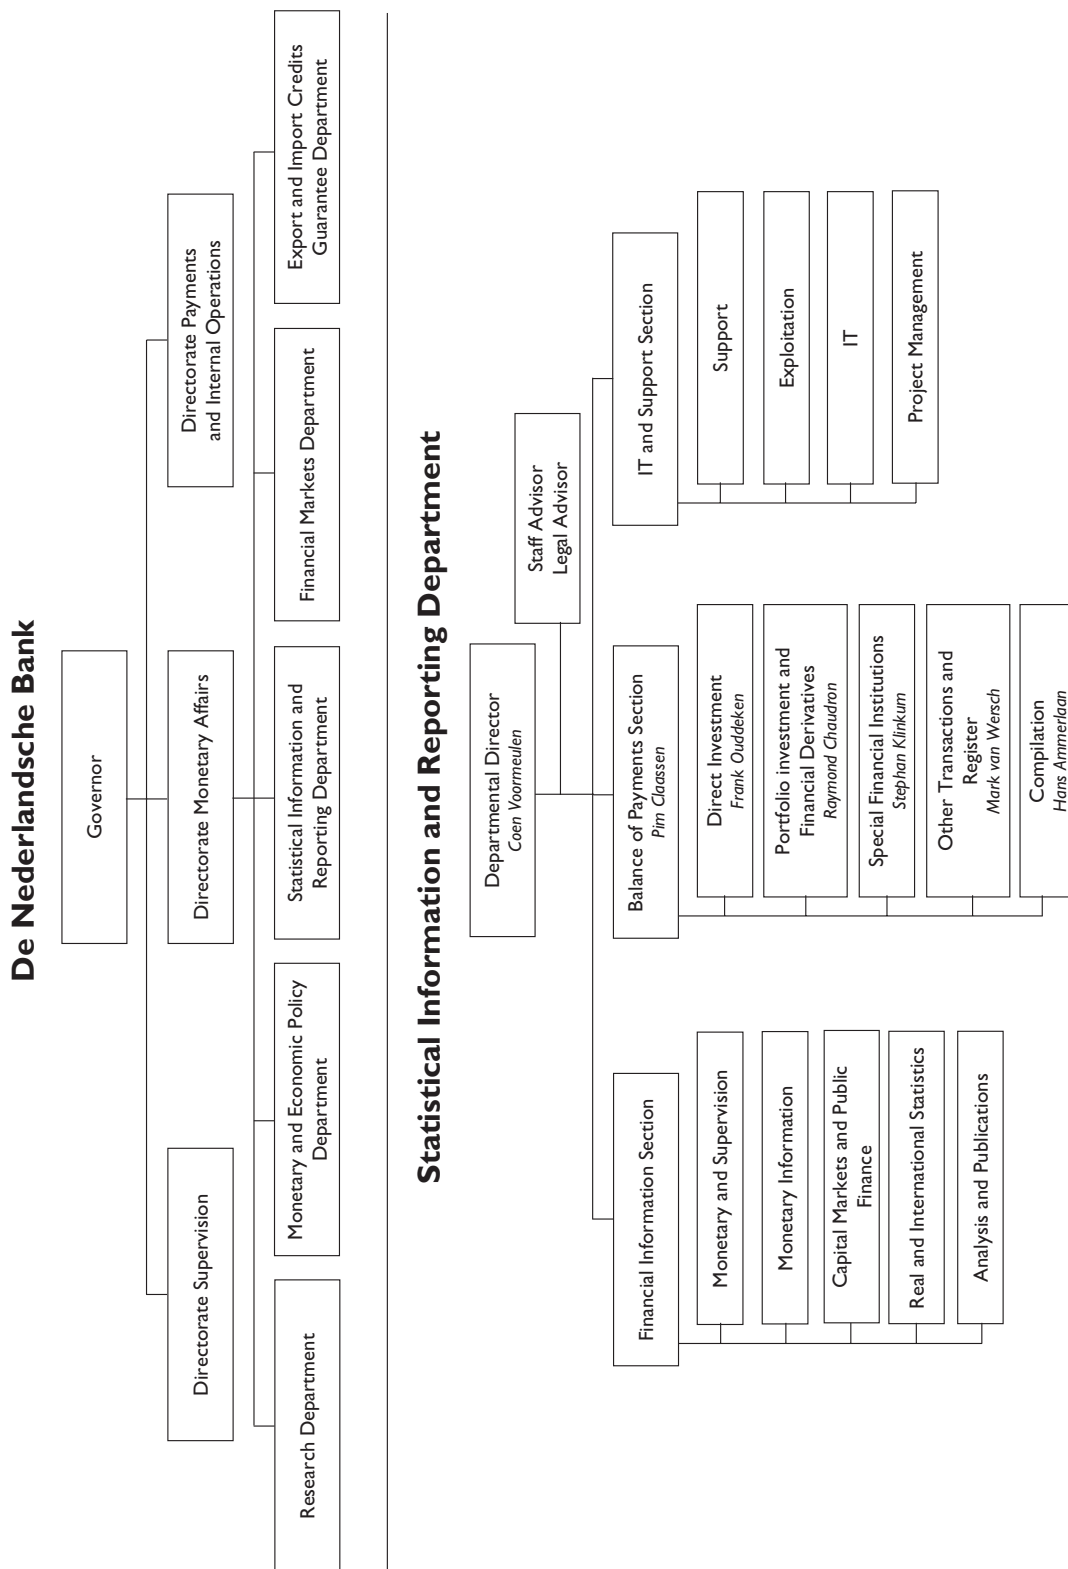 De Nederlandsche Bank
Governor
Directorate Supervision
Directorate Monetary Affairs
Directorate Payments
and Internal Operations
Research Department
Monetary and Economic Policy
Department
Statistical Information and
Reporting Department
Financial Markets Department
Export and Import Credits
Guarantee Department
Statistical Information and Reporting Department
Departmental Director
Coen Voormeulen
Staff Advisor
Legal Advisor
Financial Information Section
Monetary and Supervision
Monetary Information
Capital Markets and Public
Finance
Real and International Statistics
Analysis and Publications
Balance of Payments Section
Pim Claassen
Direct Investment
Frank Ouddeken
Portfolio investment and
Financial Derivatives
Raymond Chaudron
Special Financial Institutions
Stephan Klinkum
Other Transactions and
Register
Mark van Wersch
Compilation
Hans Ammerlaan
IT and Support Section
Support
Exploitation
IT
Project Management